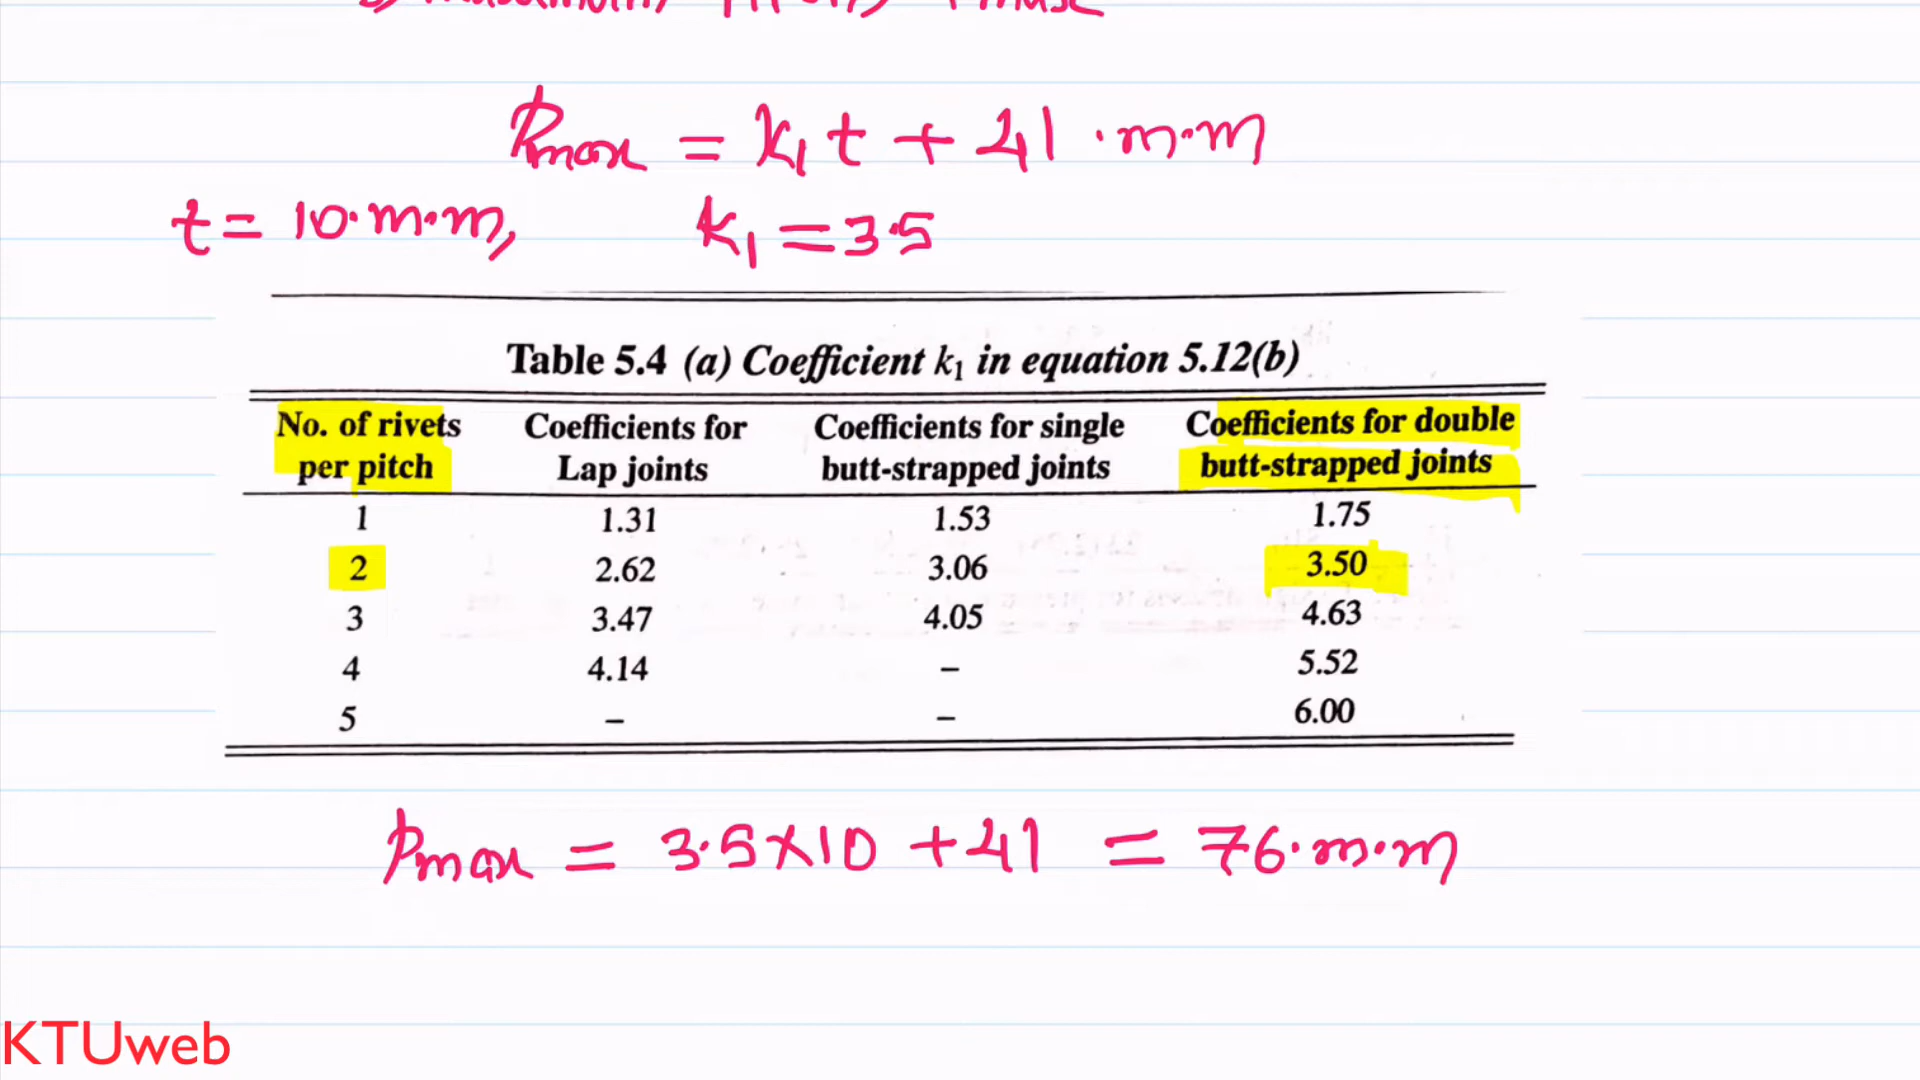 Pmax = k1 t + 41 · m·m
t = 10·m·m, k1 = 3.5
Table 5.4 (a) Coefficient k1 in equation 5.12(b)
No. of rivets per pitch Coefficients for Lap joints Coefficients for single butt-strapped joints Coefficients for double butt-strapped joints
1 1.31 1.53 1.75
2 2.62 3.06 3.50
3 3.47 4.05 4.63
4 4.14 – 5.52
5 – – 6.00
Pmax = 3.5×10 + 41 = 76·m·m
KTUweb